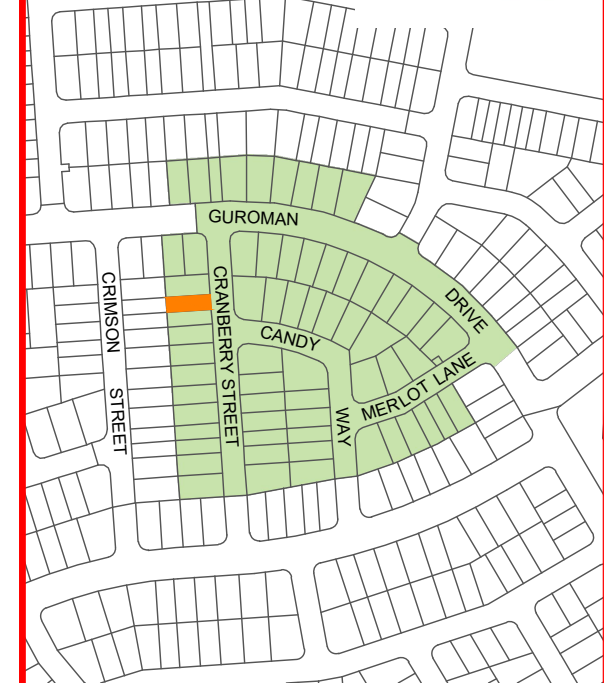 GUROMAN
DRIVE
CRIMSON
STREET
CRANBERRY STREET
CANDY
WAY
MERLOT LANE